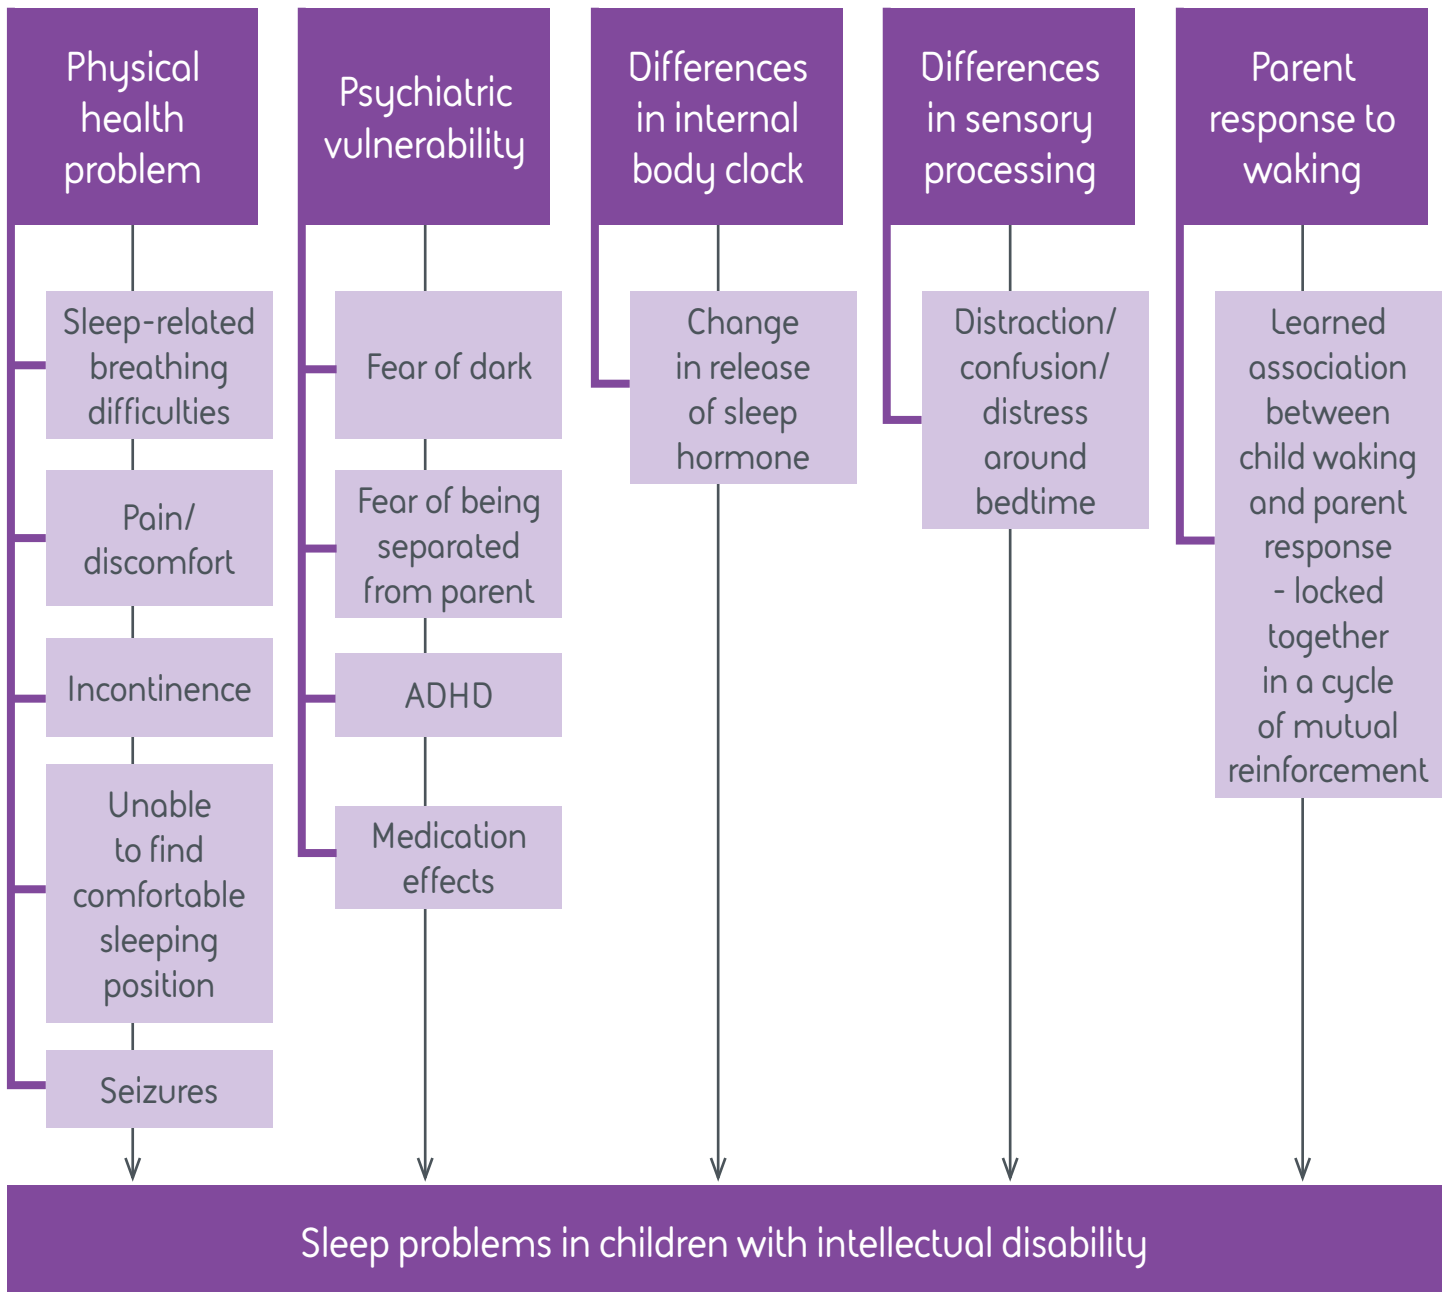 Physical
health
problem
Sleep-related
breathing
difficulties
Pain/
discomfort
Incontinence
Unable
to find
comfortable
sleeping
position
Seizures
Psychiatric
vulnerability
Fear of dark
Fear of being
separated
from parent
ADHD
Medication
effects
Differences
in internal
body clock
Change
in release
of sleep
hormone
Differences
in sensory
processing
Distraction/
confusion/
distress
around
bedtime
Parent
response to
waking
Learned
association
between
child waking
and parent
response
- locked
together
in a cycle
of mutual
reinforcement
Sleep problems in children with intellectual disability